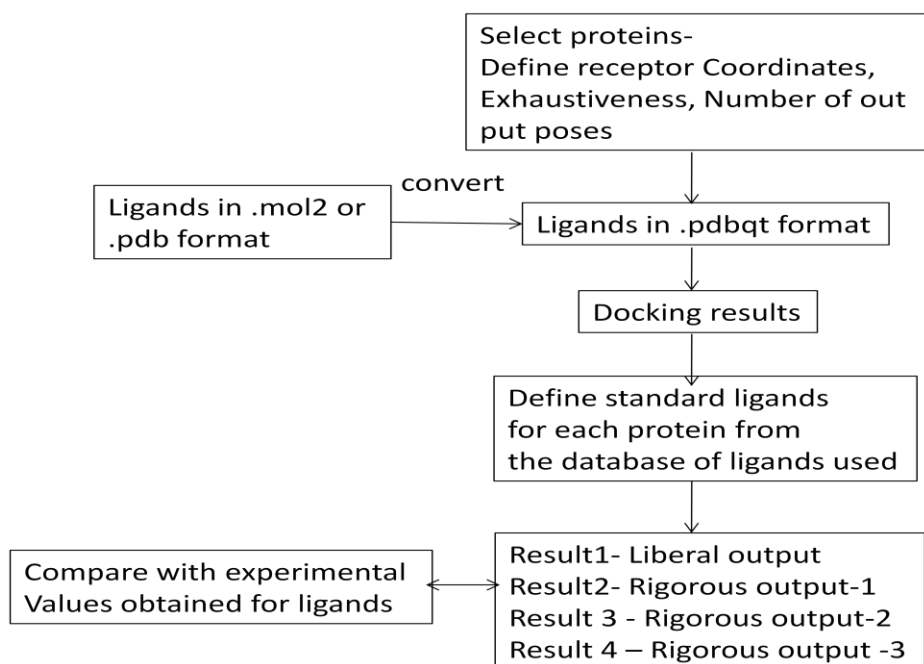 Select proteins-
Define receptor Coordinates,
Exhaustiveness, Number of out
put poses
convert
Ligands in .mol2 or
.pdb format
Ligands in .pdbqt format
Docking results
Define standard ligands
for each protein from
the database of ligands used
Compare with experimental
Values obtained for ligands
Result1- Liberal output
Result2- Rigorous output-1
Result 3 - Rigorous output-2
Result 4 – Rigorous output -3